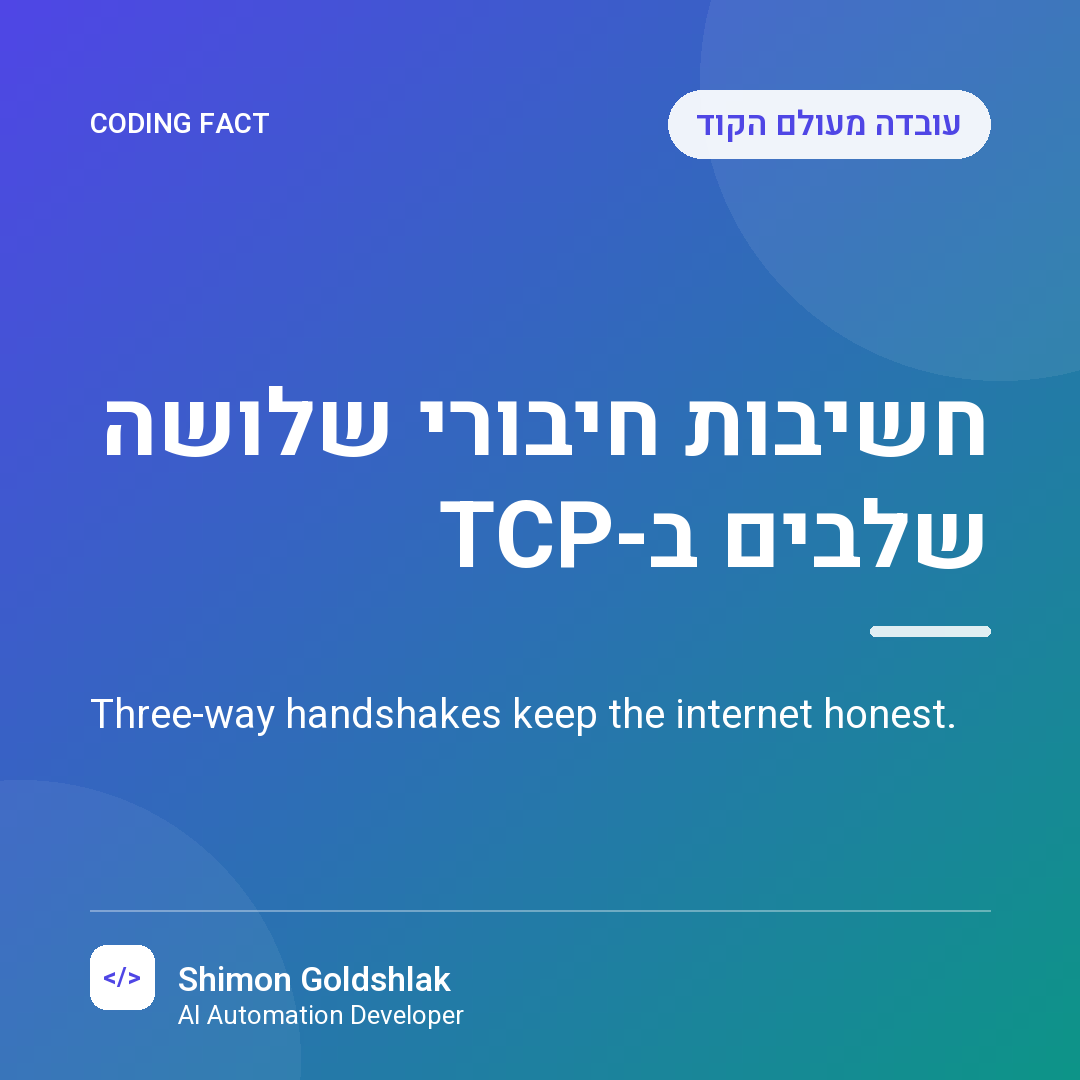 CODING FACT
עובדה מעולם הקוד
חשיבות חיבורי שלושה
שלבים ב-TCP
Three-way handshakes keep the internet honest.
</>
Shimon Goldshlak
AI Automation Developer